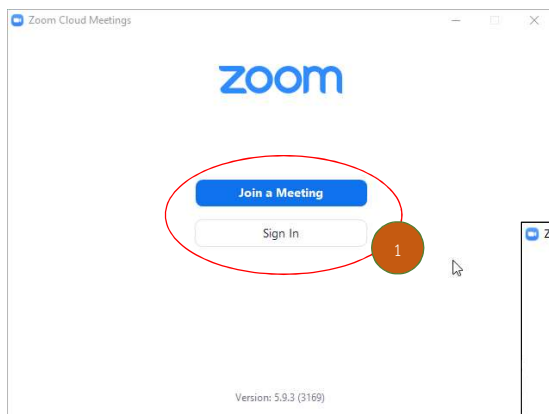 Zoom Cloud Meetings
zoom
Join a Meeting
Sign In
1
Z
Version: 5.9.3 (3169)